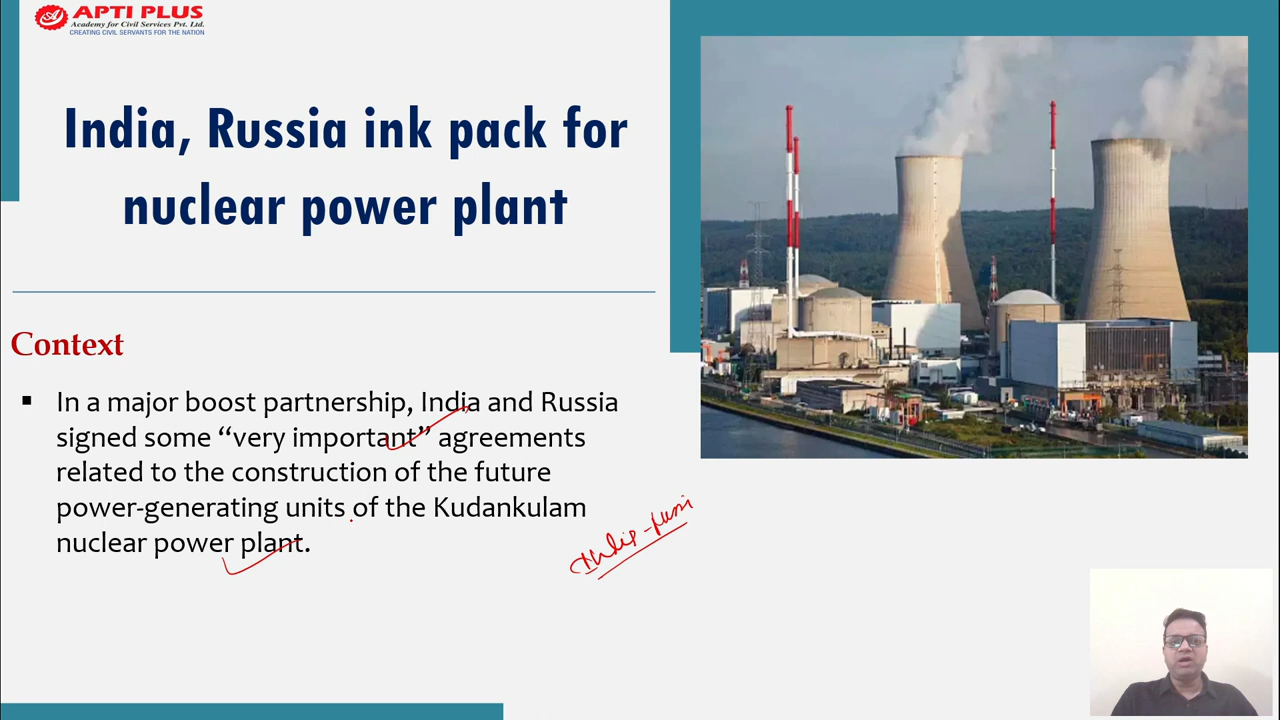 APTI PLUS
Academy for Civil Services Pvt. Ltd.
CREATING CIVIL SERVANTS FOR THE NATION
India, Russia ink pack for
nuclear power plant
Context
▪ In a major boost partnership, India and Russia
signed some “very important” agreements
related to the construction of the future
power-generating units of the Kudankulam
nuclear power plant.